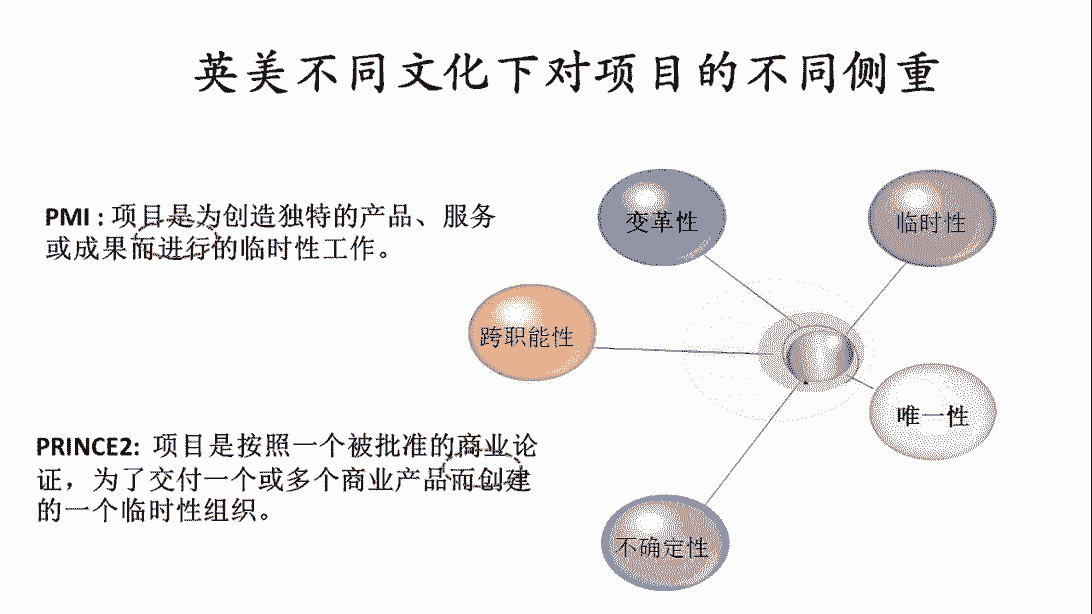 英美不同文化下对项目的不同侧重
PMI : 项目是为创造独特的产品、服务
或成果而进行的临时性工作。
变革性
临时性
跨职能性
唯一性
PRINCE2: 项目是按照一个被批准的商业论
证，为了交付一个或多个商业产品而创建
的一个临时性组织。
不确定性